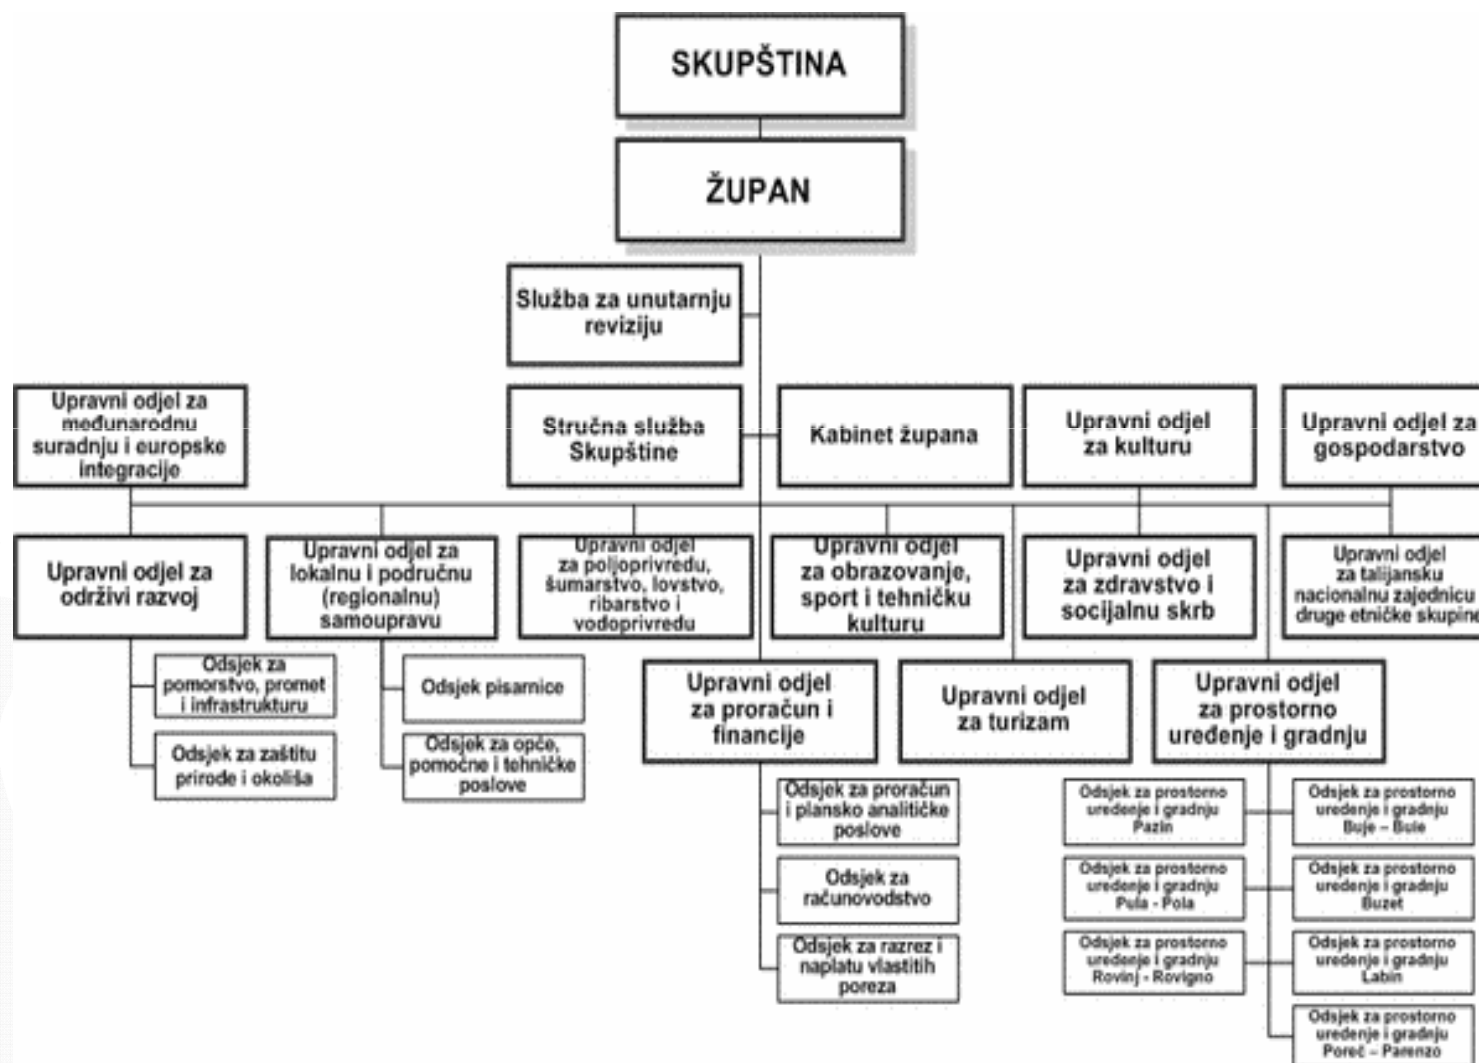 SKUPŠTINA
ŽUPAN
Služba za unutarnju
reviziju
Upravni odjel za
međunarodnu
suradnju i europske
integracije
Stručna služba
Skupštine
Kabinet župana
Upravni odjel
za kulturu
Upravni odjel za
gospodarstvo
Upravni odjel za
održivi razvoj
Upravni odjel za
lokalnu i područnu
(regionalnu)
samoupravu
Upravni odjel
za poljoprivredu,
šumarstvo, lovstvo,
ribarstvo i
vodoprivredu
Upravni odjel
za obrazovanje,
sport i tehničku
kulturu
Upravni odjel
za zdravstvo i
socijalnu skrb
Upravni odjel
za talijansku
nacionalnu zajednicu
druge etničke skupine
Odsjek za
pomorstvo, promet
i infrastrukturu
Odsjek za zaštitu
prirode i okoliša
Odsjek pisarnice
Odsjek za opće,
pomoćne i tehničke
poslove
Upravni odjel
za proračun i
financije
Upravni odjel
za turizam
Upravni odjel
za prostorno
uređenje i gradnju
Odsjek za proračun
i plansko analitičke
poslove
Odsjek za
računovodstvo
Odsjek za razrez i
naplatu vlastitih
poreza
Odsjek za prostorno
uređenje i gradnju
Pazin
Odsjek za prostorno
uređenje i gradnju
Buje – Buie
Odsjek za prostorno
uređenje i gradnju
Pula - Pola
Odsjek za prostorno
uređenje i gradnju
Buzet
Odsjek za prostorno
uređenje i gradnju
Rovinj - Rovigno
Odsjek za prostorno
uređenje i gradnju
Labin
Odsjek za prostorno
uređenje i gradnju
Poreč – Parenzo